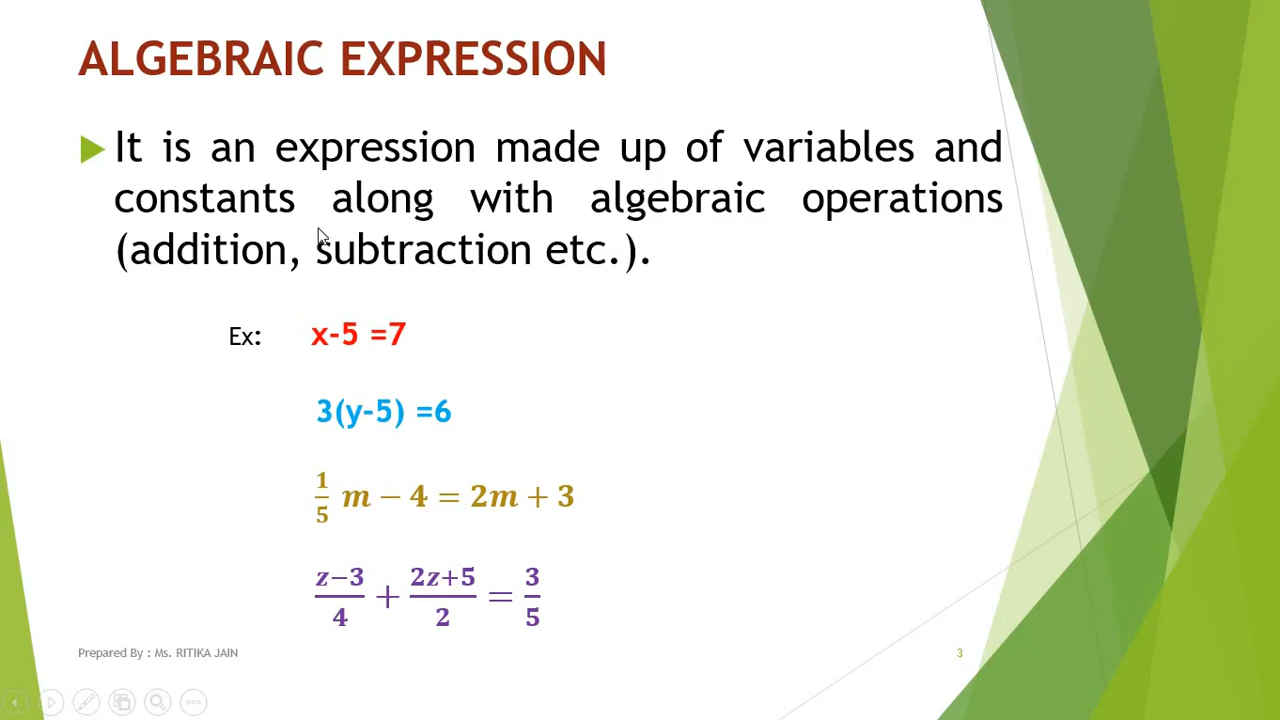 ALGEBRAIC EXPRESSION
It is an expression made up of variables and
constants along with algebraic operations
(addition, subtraction etc.).
Ex: x-5 =7
3(y-5) =6
1/5 m − 4 = 2m + 3
z−3/4 + 2z+5/2 = 3/5
Prepared By : Ms. RITIKA JAIN 3